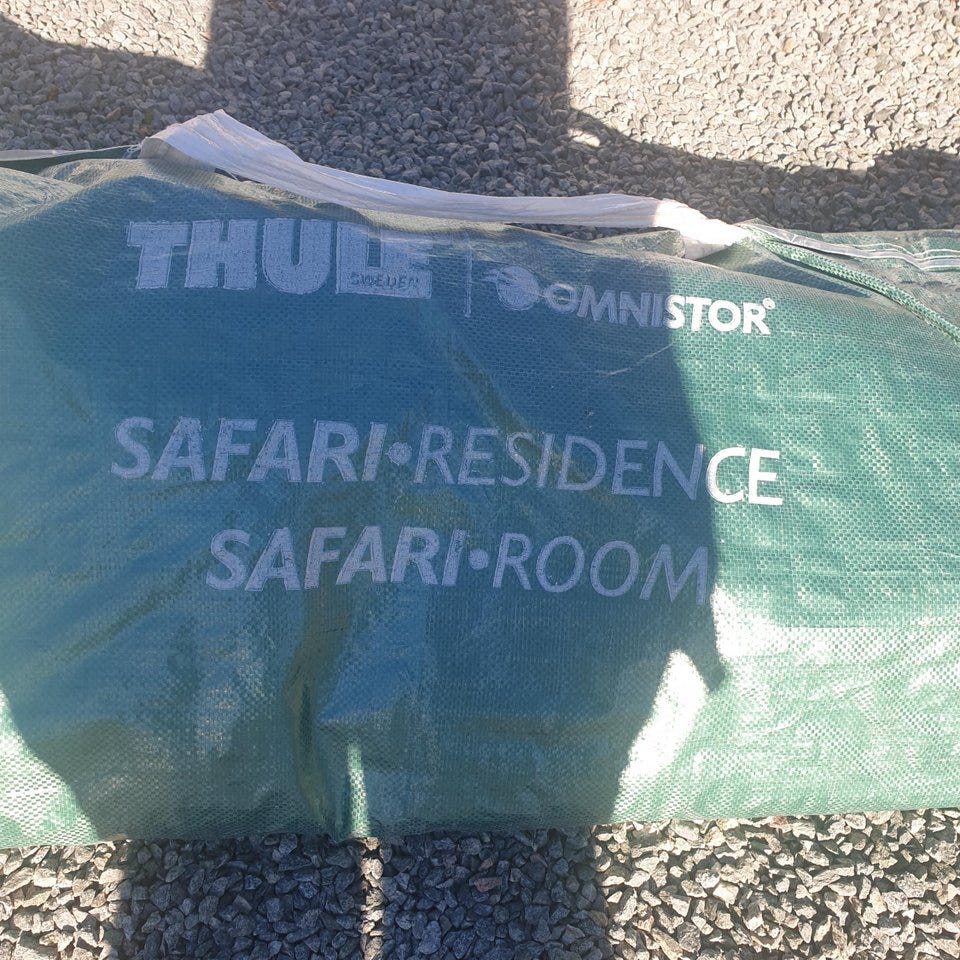 THULE SWEDEN | OMNISTOR®
SAFARI•RESIDENCE
SAFARI•ROOM